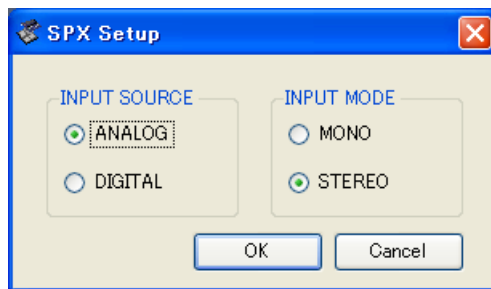 SPX Setup
INPUT SOURCE
ANALOG
DIGITAL
INPUT MODE
MONO
STEREO
OK
Cancel